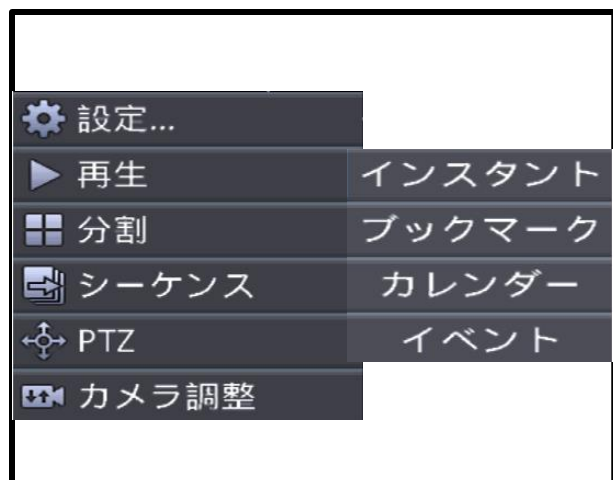 設定...
再生
インスタント
分割
ブックマーク
シーケンス
カレンダー
PTZ
イベント
カメラ調整